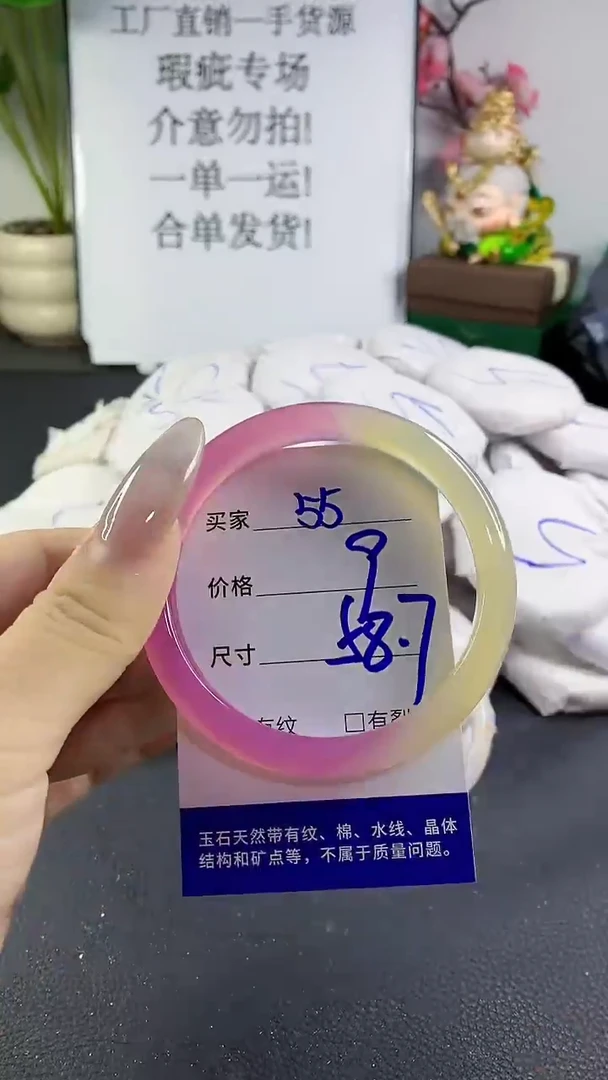 工厂直销一手货源
瑕疵专场
介意勿拍!
一单一运!
合单发货!
买家 55
价格 9
尺寸 58.7
有纹 □有裂
玉石天然带有纹、棉、水线、晶体
结构和矿点等，不属于质量问题。